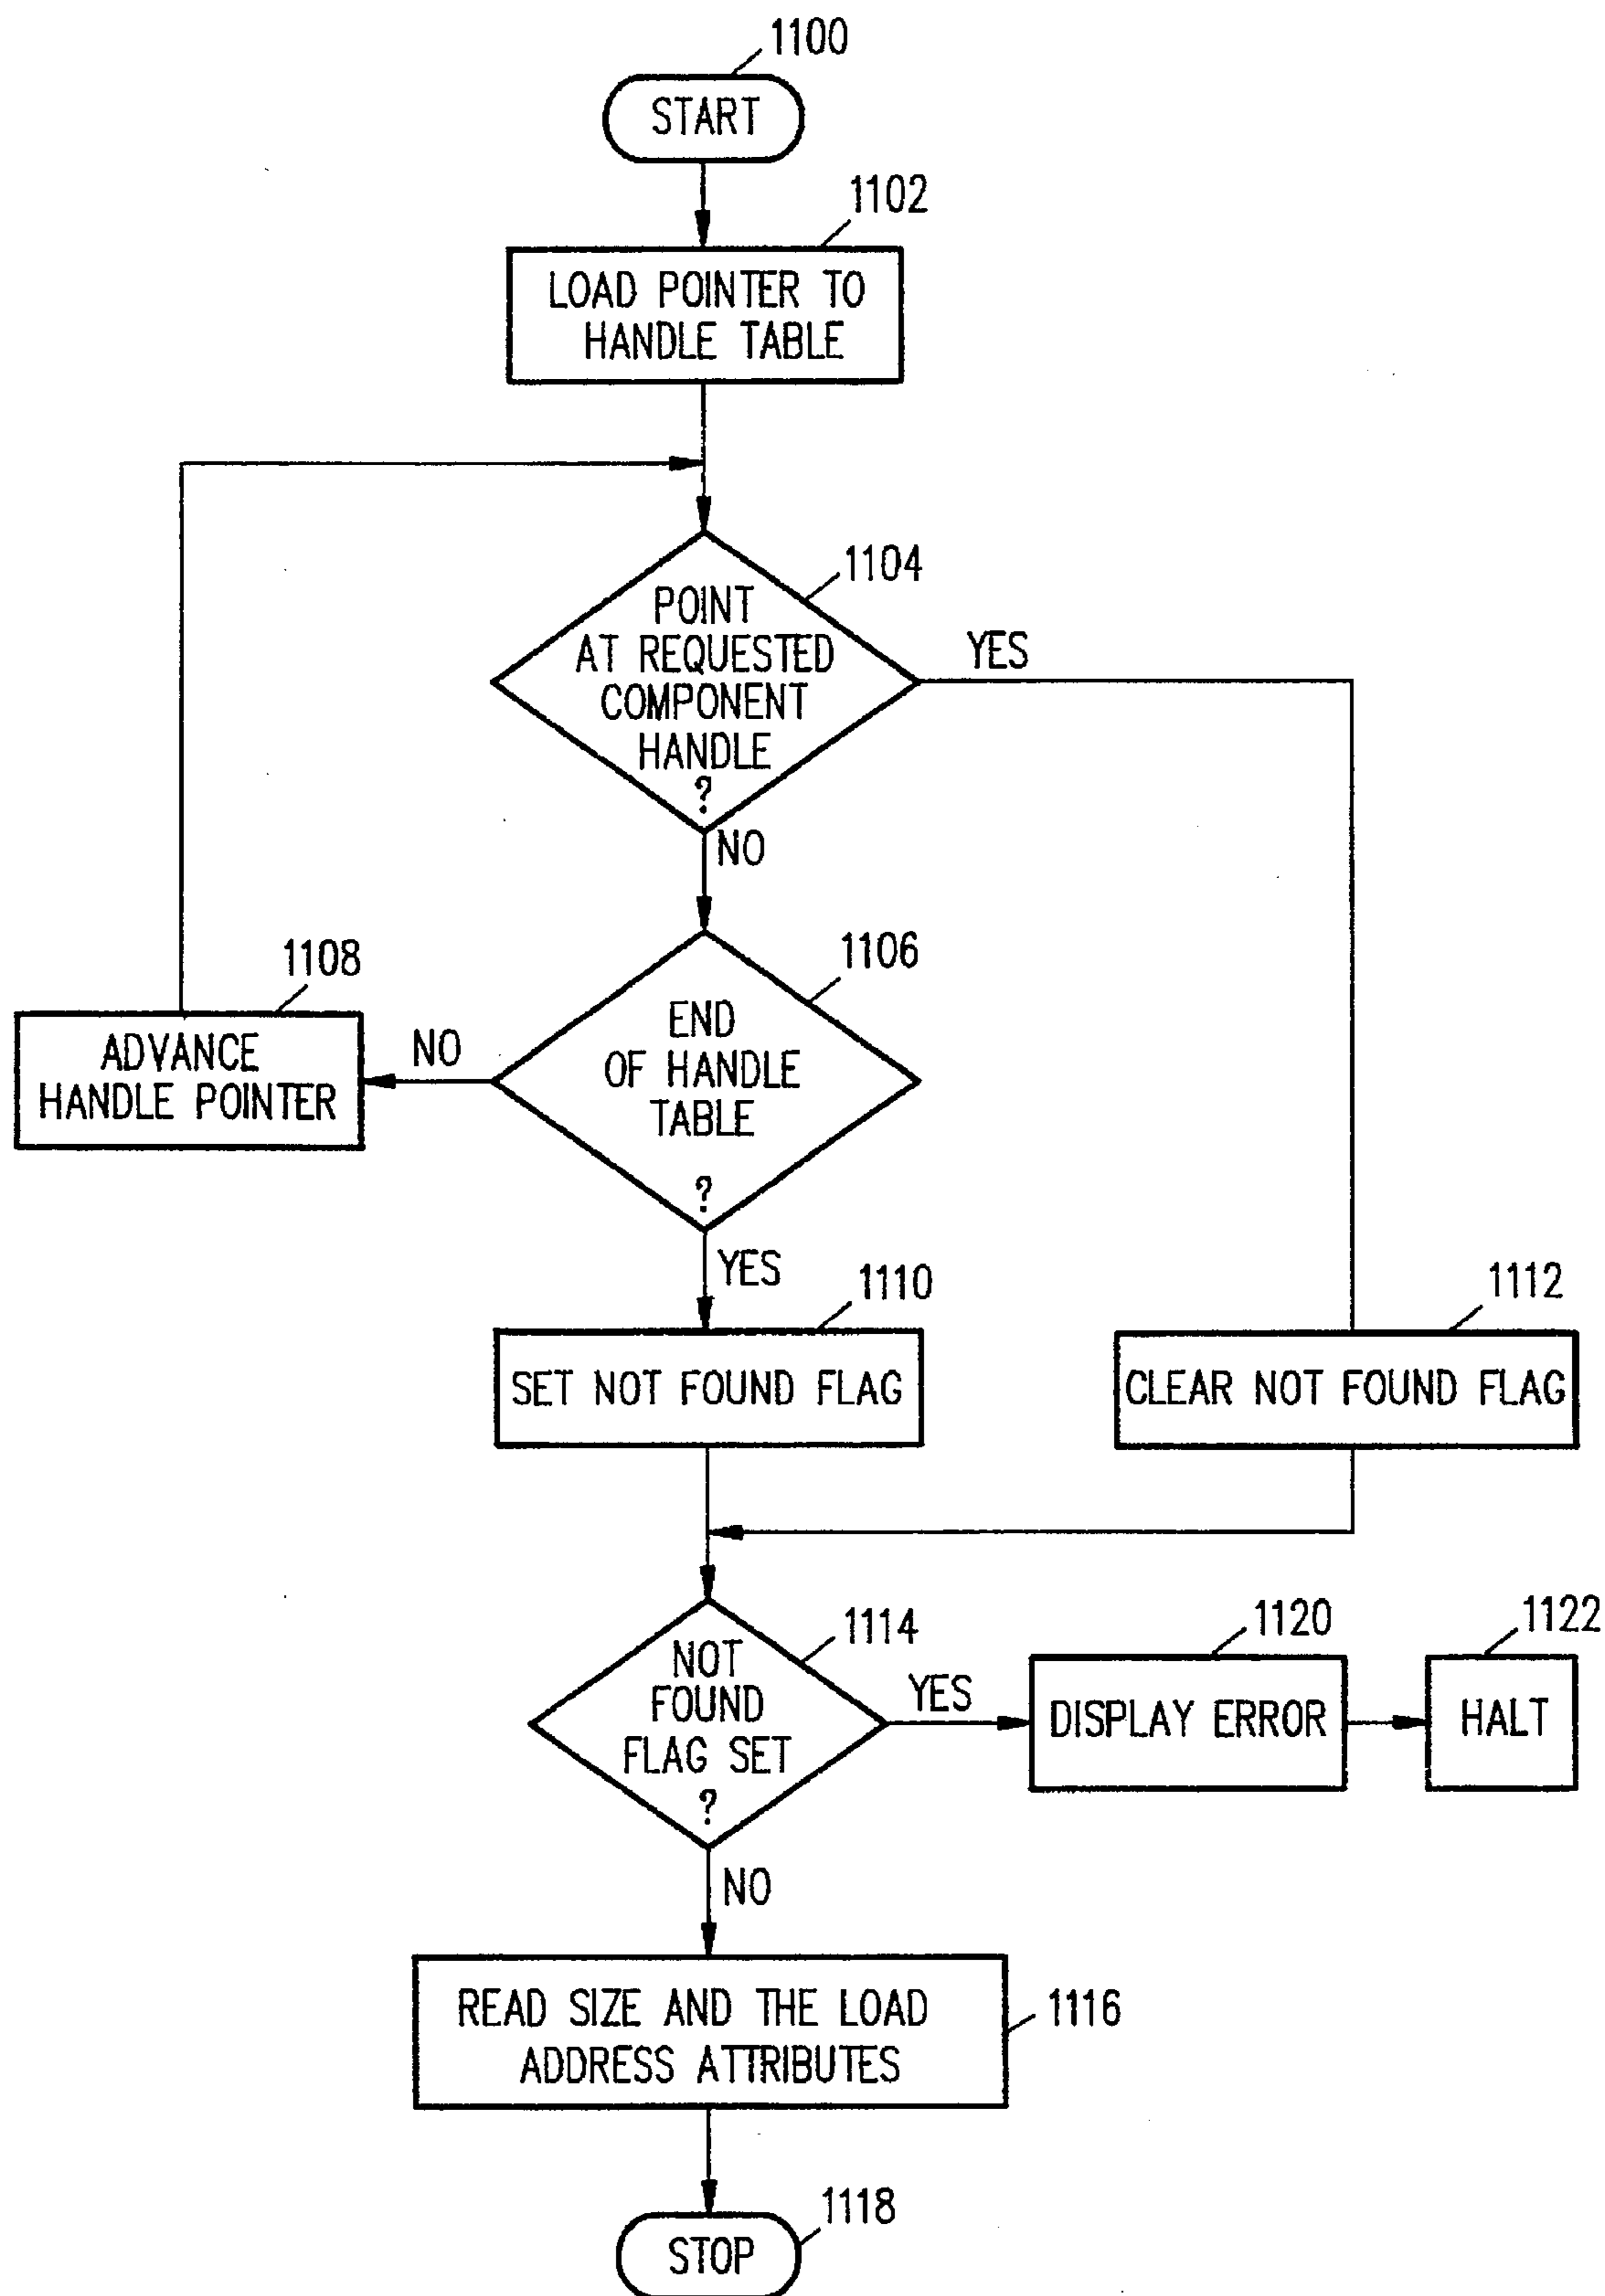 1100
START
1102
LOAD POINTER TO
HANDLE TABLE
1104
POINT
AT REQUESTED
COMPONENT
HANDLE
?
YES
NO
1106
END
OF HANDLE
TABLE
?
NO
1108
ADVANCE
HANDLE POINTER
YES
1110
SET NOT FOUND FLAG
1112
CLEAR NOT FOUND FLAG
1114
NOT
FOUND
FLAG SET
?
YES
1120
DISPLAY ERROR
1122
HALT
NO
READ SIZE AND THE LOAD
ADDRESS ATTRIBUTES
1116
1118
STOP